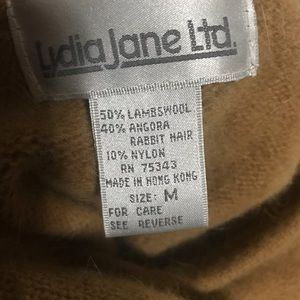 Lydia Jane Ltd.
50% LAMBSWOOL
40% ANGORA
RABBIT HAIR
10% NYLON
RN 75343
MADE IN HONG KONG
SIZE: M
FOR CARE
SEE REVERSE